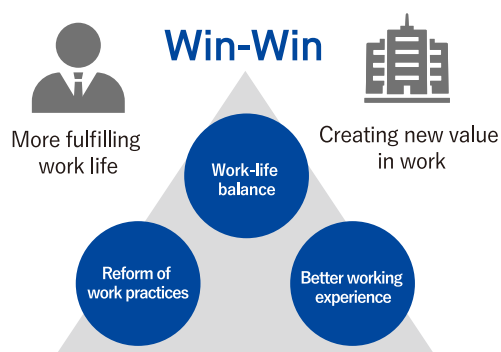 Win-Win
More fulfilling
work life
Creating new value
in work
Work-life
balance
Reform of
work practices
Better working
experience